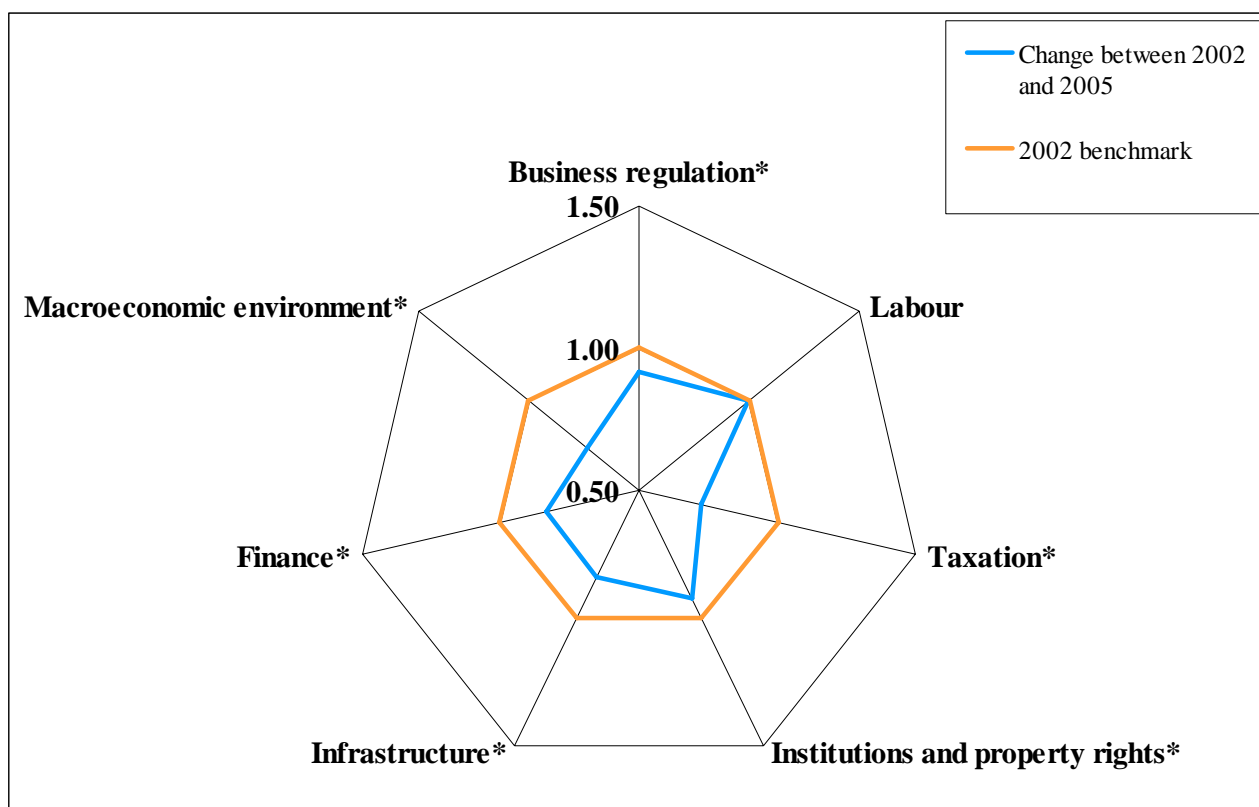 Change between 2002
and 2005
2002 benchmark
Business regulation*
1.50
Macroeconomic environment*
Labour
1.00
0.50
Finance*
Taxation*
Infrastructure*
Institutions and property rights*